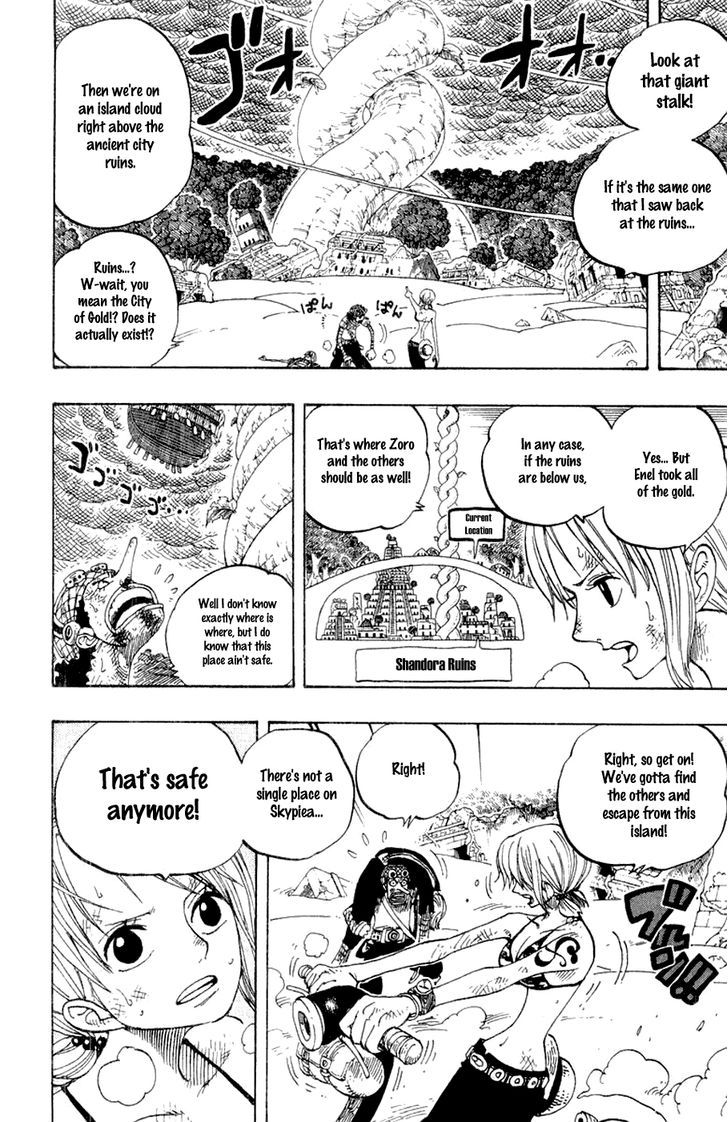 Look at
that giant
stalk!
If it's the same one
that I saw back
at the ruins...
ゴオオ...
Then we're on
an island cloud
right above the
ancient city
ruins.
Ruins...?
W-wait, you
mean the City
of Gold!? Does it
actually exist!?
ぱん
ぱん
Yes... But
Enel took all
of the gold.
In any case,
if the ruins
are below us,
That's where Zoro
and the others
should be as well!
Current
Location
Shandora Ruins
ゴゴゴゴ...
Well I don't know
exactly where is
where, but I do
know that this
place ain't safe.
Right, so get on!
We've gotta find
the others and
escape from this
island!
ブルン!!
Right!
There's not a
single place on
Skypiea...
That's safe
anymore!